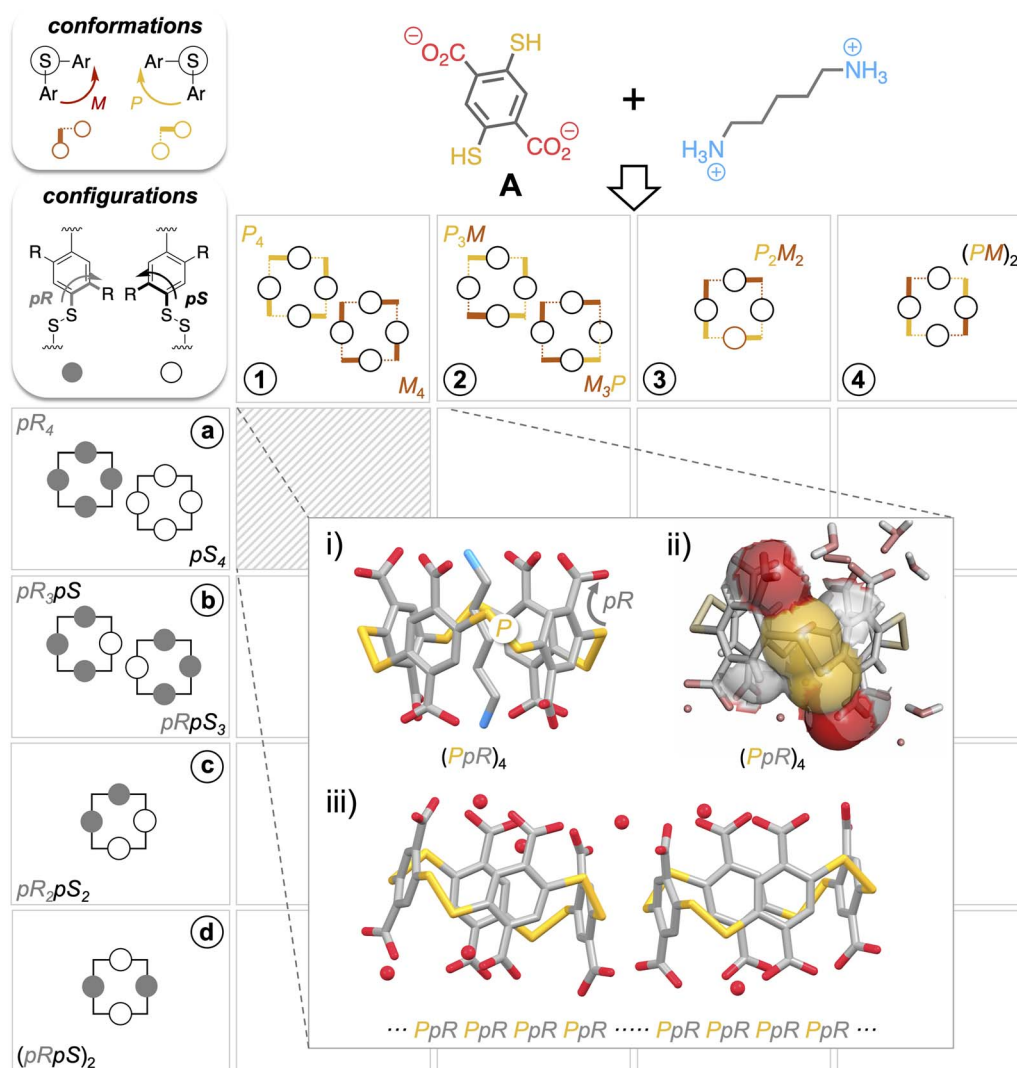 conformations
S Ar Ar M
Ar S Ar P
configurations
R R pR S S
R R pS S S
⊖ O₂C SH
HS CO₂ ⊖
A
+
⊕ NH₃
H₃N ⊕
P₄
M₄
1
P₃M
M₃P
2
P₂M₂
3
(PM)₂
4
pR₄
a
pS₄
pR₃pS
b
pRpS₃
c
pR₂pS₂
d
(pRpS)₂
i)
P
pR
(PpR)₄
ii)
(PpR)₄
iii)
··· PpR PpR PpR PpR ····· PpR PpR PpR PpR ···